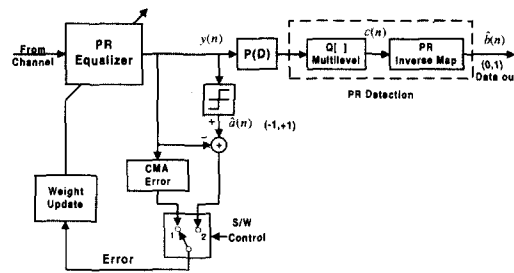 From
Channel
PR
Equalizer
y(n)
P(D)
Q[ ]
Multilevel
c(n)
PR
Inverse Map
b̂(n)
(0,1)
Data ou
PR Detection
+
â(n)
(-1,+1)
−
+
CMA
Error
Weight
Update
1
2
S/W
Control
Error